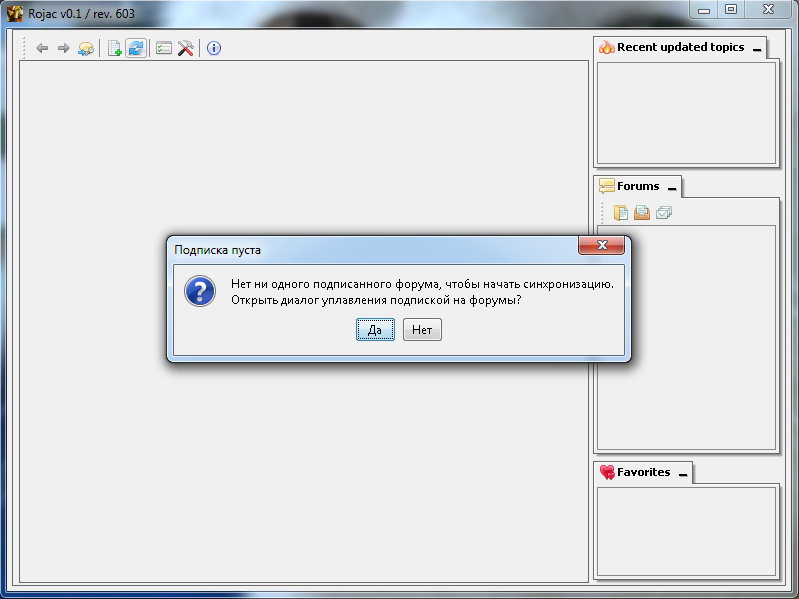 Rojac v0.1 / rev. 603
Recent updated topics
Forums
Подписка пуста
Нет ни одного подписанного форума, чтобы начать синхронизацию.
Открыть диалог уплавления подпиской на форумы?
Да
Нет
Favorites